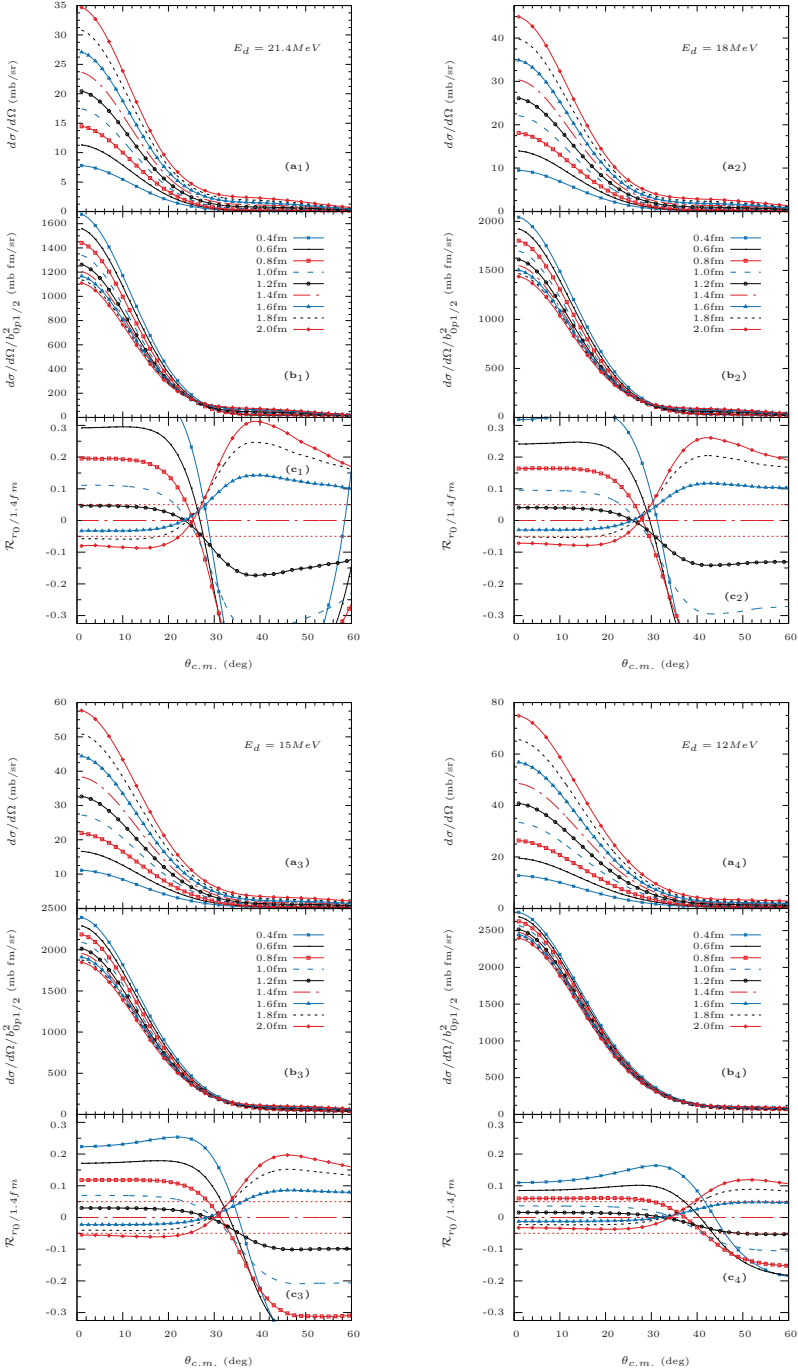 35
30
25
20
15
10
5
0
dσ/dΩ (mb/sr)
E_d = 21.4MeV
(a₁)
1600
1400
1200
1000
800
600
400
200
0
dσ/dΩ/b²₀ₚ₁/₂ (mb fm/sr)
0.4fm
0.6fm
0.8fm
1.0fm
1.2fm
1.4fm
1.6fm
1.8fm
2.0fm
(b₁)
0.3
0.2
0.1
0
-0.1
-0.2
-0.3
ℛ_r₀/1.4fm
(c₁)
0 10 20 30 40 50 60
θ_c.m. (deg)
40
30
20
10
0
dσ/dΩ (mb/sr)
E_d = 18MeV
(a₂)
2000
1500
1000
500
0
dσ/dΩ/b²₀ₚ₁/₂ (mb fm/sr)
0.4fm
0.6fm
0.8fm
1.0fm
1.2fm
1.4fm
1.6fm
1.8fm
2.0fm
(b₂)
0.3
0.2
0.1
0
-0.1
-0.2
-0.3
ℛ_r₀/1.4fm
(c₂)
0 10 20 30 40 50 60
θ_c.m. (deg)
60
50
40
30
20
10
dσ/dΩ (mb/sr)
E_d = 15MeV
(a₃)
2500
2000
1500
1000
500
0
dσ/dΩ/b²₀ₚ₁/₂ (mb fm/sr)
0.4fm
0.6fm
0.8fm
1.0fm
1.2fm
1.4fm
1.6fm
1.8fm
2.0fm
(b₃)
0.3
0.2
0.1
0
-0.1
-0.2
-0.3
ℛ_r₀/1.4fm
(c₃)
0 10 20 30 40 50 60
θ_c.m. (deg)
80
60
40
20
0
dσ/dΩ (mb/sr)
E_d = 12MeV
(a₄)
2500
2000
1500
1000
500
0
dσ/dΩ/b²₀ₚ₁/₂ (mb fm/sr)
0.4fm
0.6fm
0.8fm
1.0fm
1.2fm
1.4fm
1.6fm
1.8fm
2.0fm
(b₄)
0.3
0.2
0.1
0
-0.1
-0.2
-0.3
ℛ_r₀/1.4fm
(c₄)
0 10 20 30 40 50 60
θ_c.m. (deg)